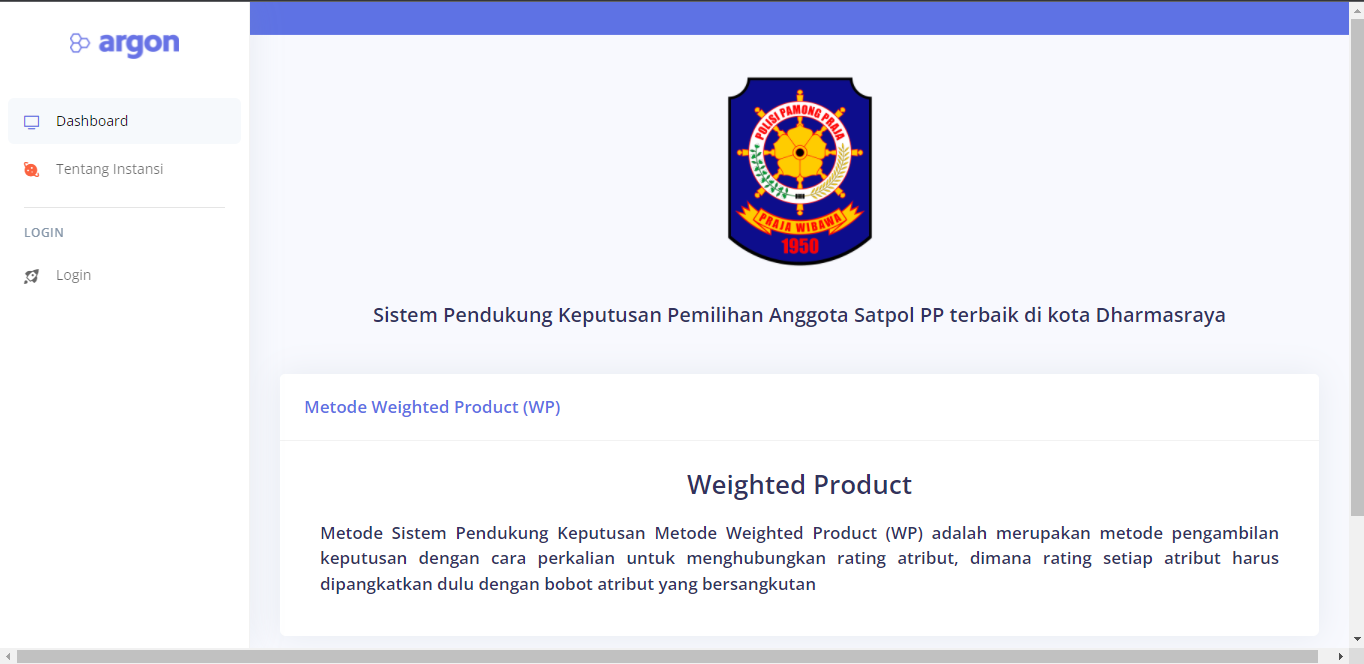 argon
Dashboard
Tentang Instansi
LOGIN
Login
POLISI PAMONG PRAJA
PRAJA WIBAWA
1950
Sistem Pendukung Keputusan Pemilihan Anggota Satpol PP terbaik di kota Dharmasraya
Metode Weighted Product (WP)
Weighted Product
Metode Sistem Pendukung Keputusan Metode Weighted Product (WP) adalah merupakan metode pengambilan
keputusan dengan cara perkalian untuk menghubungkan rating atribut, dimana rating setiap atribut harus
dipangkatkan dulu dengan bobot atribut yang bersangkutan